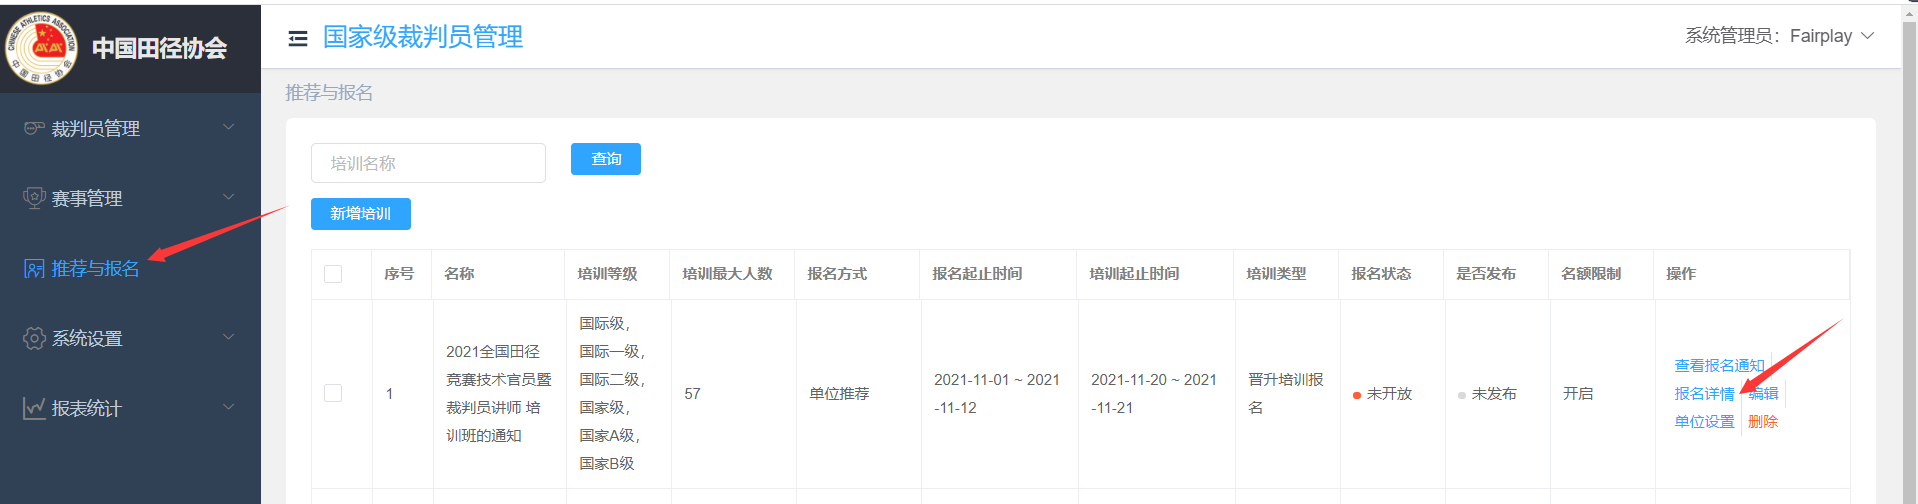 CHINESE ATHLETICS ASSOCIATION
中国田径协会
中国田径协会
国家级裁判员管理
系统管理员：Fairplay
裁判员管理
赛事管理
推荐与报名
系统设置
报表统计
推荐与报名
培训名称
查询
新增培训
序号 名称 培训等级 培训最大人数 报名方式 报名起止时间 培训起止时间 培训类型 报名状态 是否发布 名额限制 操作
1
2021全国田径
竞赛技术官员暨
裁判员讲师 培
训班的通知
国际级，
国际一级，
国际二级，
国家级，
国家A级，
国家B级
57
单位推荐
2021-11-01 ~ 2021
-11-12
2021-11-20 ~ 2021
-11-21
晋升培训报
名
未开放
未发布
开启
查看报名通知
报名详情 编辑
单位设置 删除